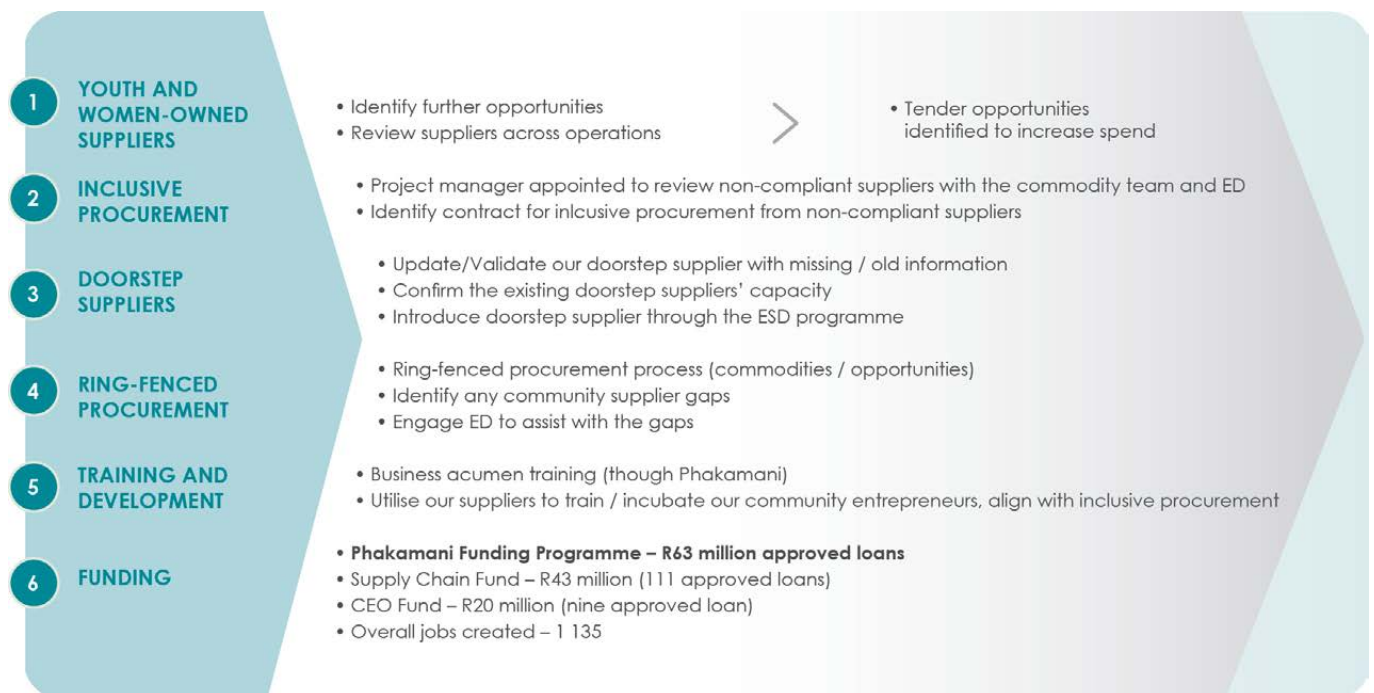 1
YOUTH AND
WOMEN-OWNED
SUPPLIERS
• Identify further opportunities
• Review suppliers across operations
>
• Tender opportunities
identified to increase spend
2
INCLUSIVE
PROCUREMENT
• Project manager appointed to review non-compliant suppliers with the commodity team and ED
• Identify contract for inlcusive procurement from non-compliant suppliers
3
DOORSTEP
SUPPLIERS
• Update/Validate our doorstep supplier with missing / old information
• Confirm the existing doorstep suppliers’ capacity
• Introduce doorstep supplier through the ESD programme
4
RING-FENCED
PROCUREMENT
• Ring-fenced procurement process (commodities / opportunities)
• Identify any community supplier gaps
• Engage ED to assist with the gaps
5
TRAINING AND
DEVELOPMENT
• Business acumen training (though Phakamani)
• Utilise our suppliers to train / incubate our community entrepreneurs, align with inclusive procurement
6
FUNDING
• Phakamani Funding Programme – R63 million approved loans
• Supply Chain Fund – R43 million (111 approved loans)
• CEO Fund – R20 million (nine approved loan)
• Overall jobs created – 1 135